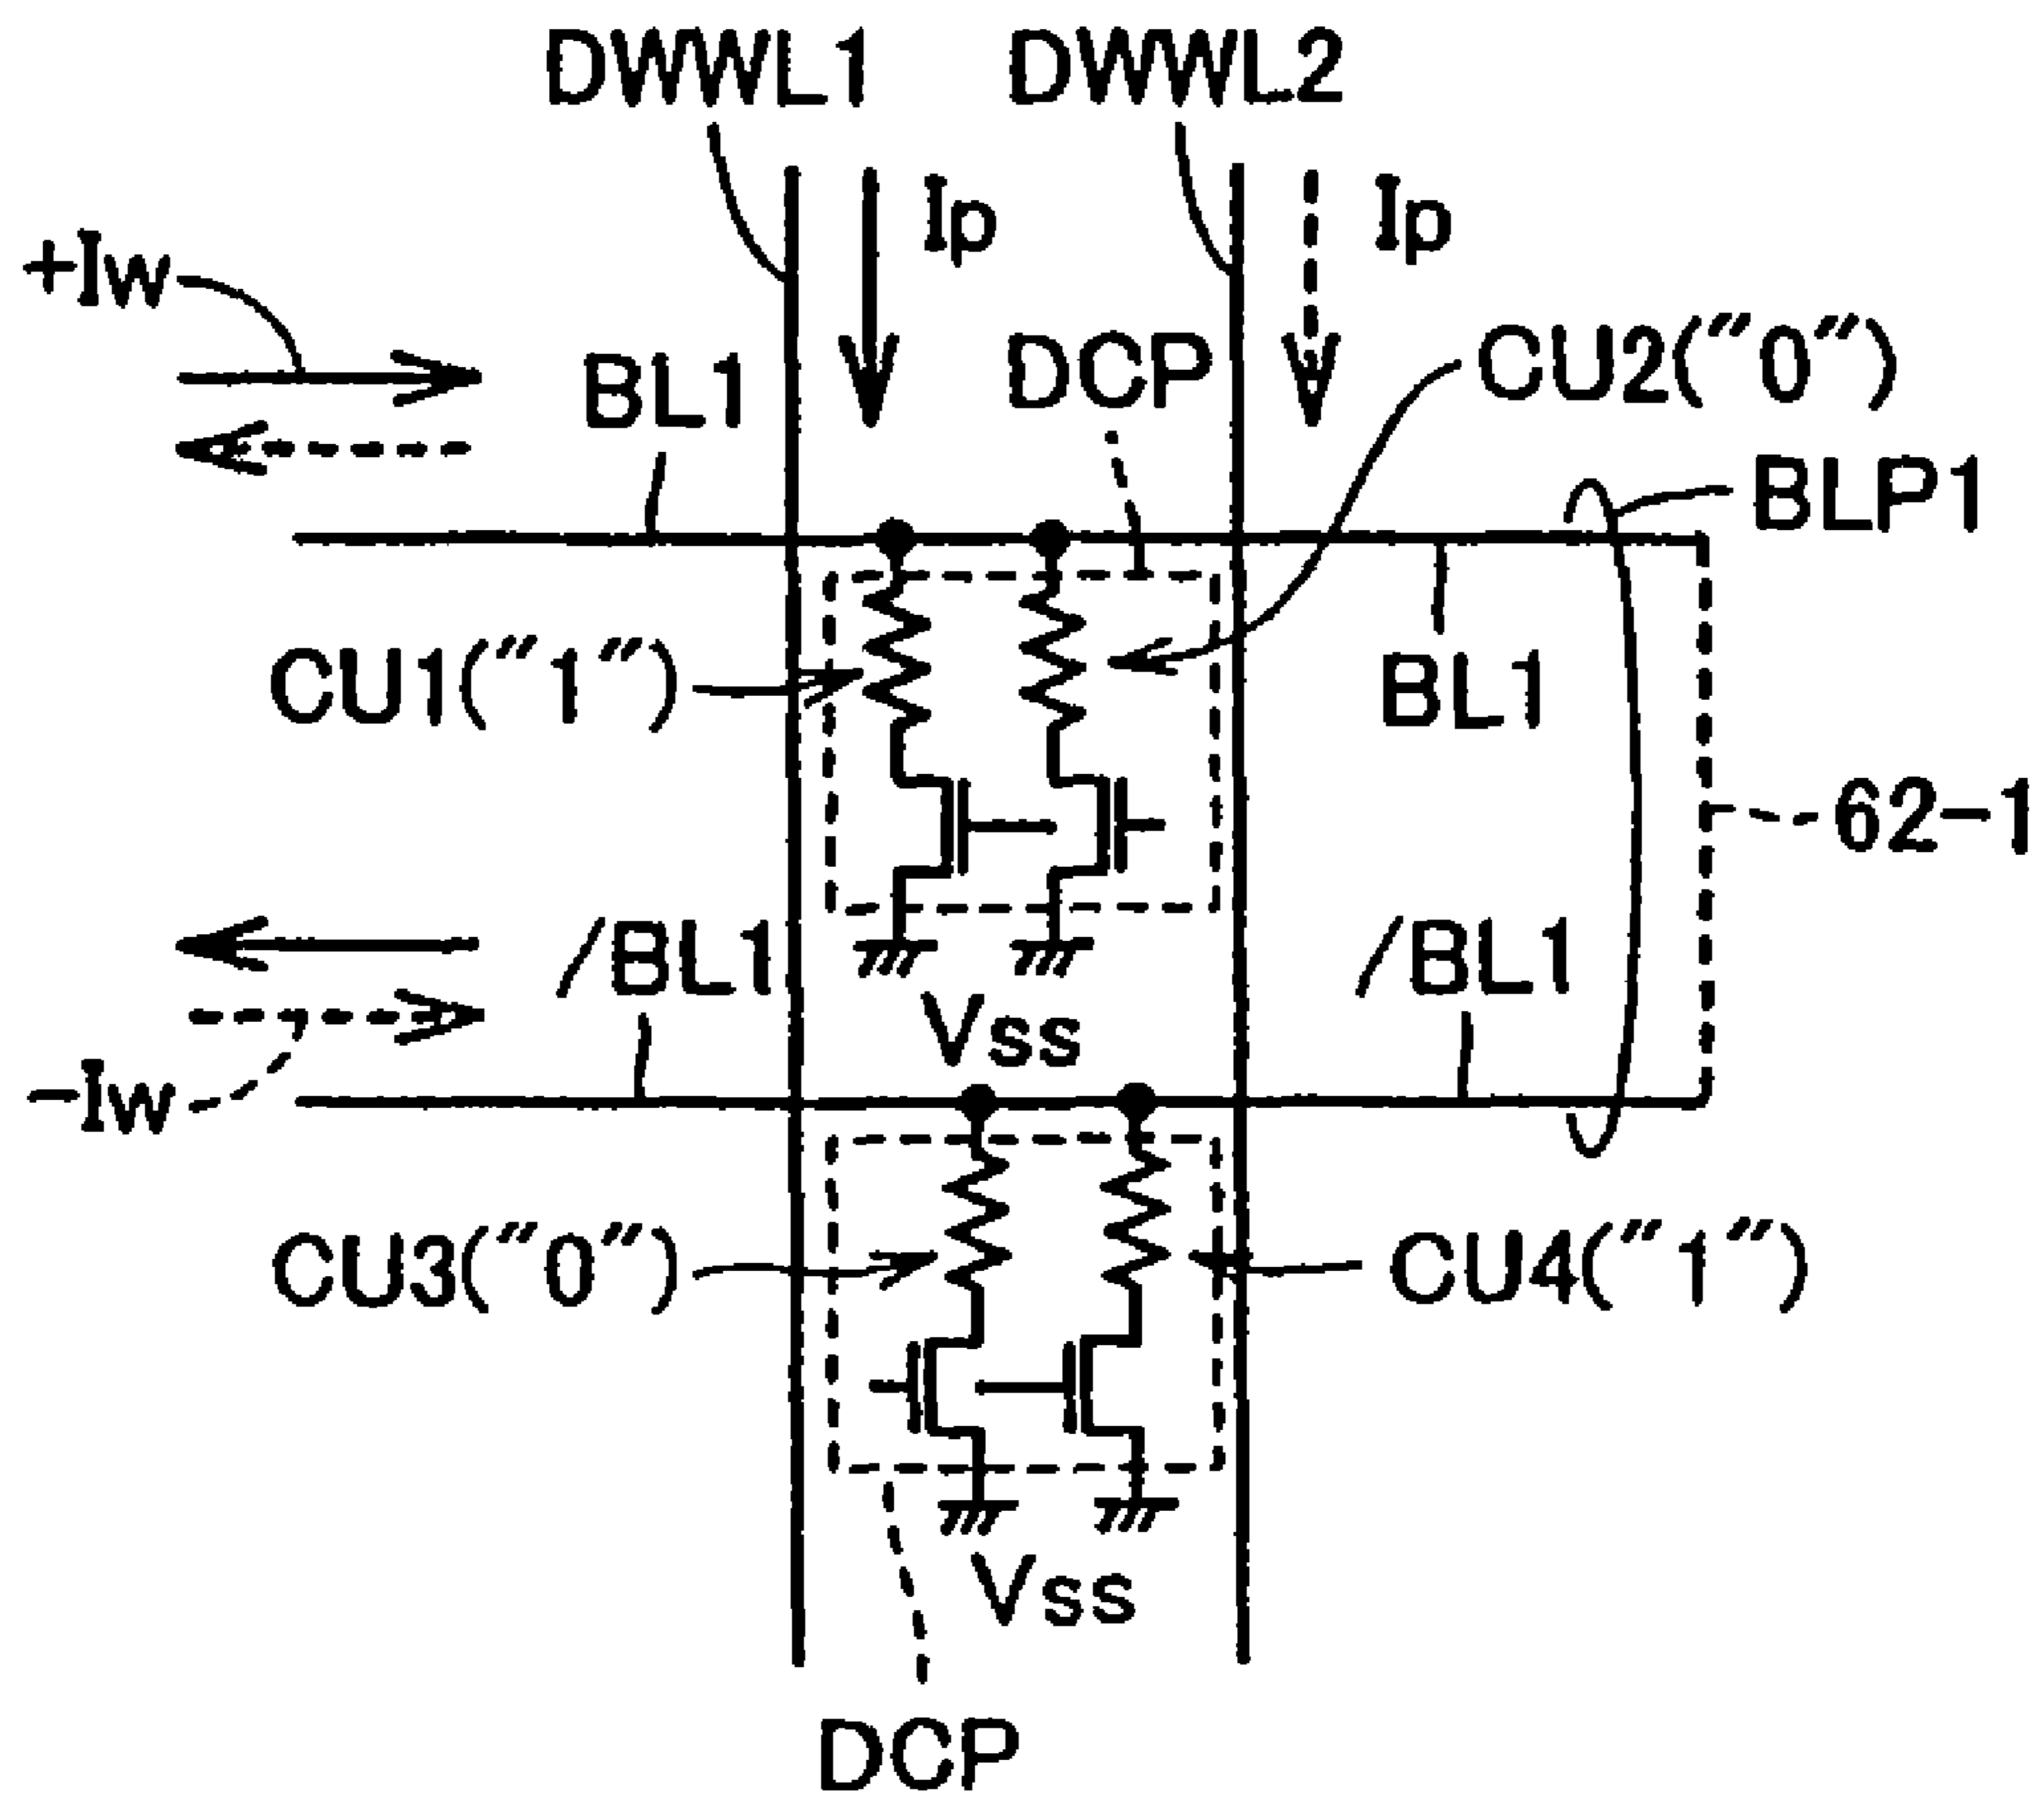 DWWL1 DWWL2
Ip Ip
+Iw
BL1 DCP CU2("0")
BLP1
CU1("1") BL1
62-1
/BL1 /BL1
Vss
-Iw
CU3("0") CU4("1")
Vss
DCP